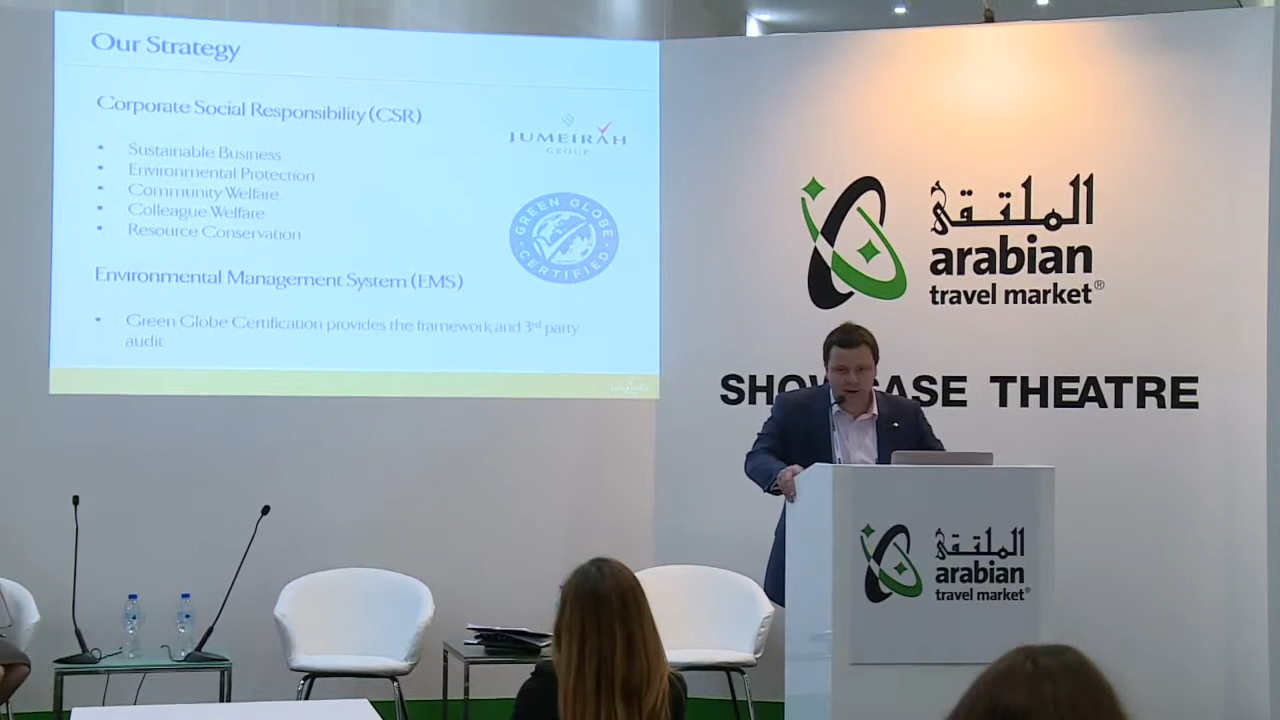 Our Strategy
Corporate Social Responsibility (CSR)
• Sustainable Business
• Environmental Protection
• Community Welfare
• Colleague Welfare
• Resource Conservation
Environmental Management System (EMS)
• Green Globe Certification provides the framework and 3rd party
audit
JUMEIRAH
GROUP
GREEN GLOBE
CERTIFIED
JUMEIRAH
الملتقى
arabian
travel market®
SHOWCASE THEATRE
الملتقى
arabian
travel market®